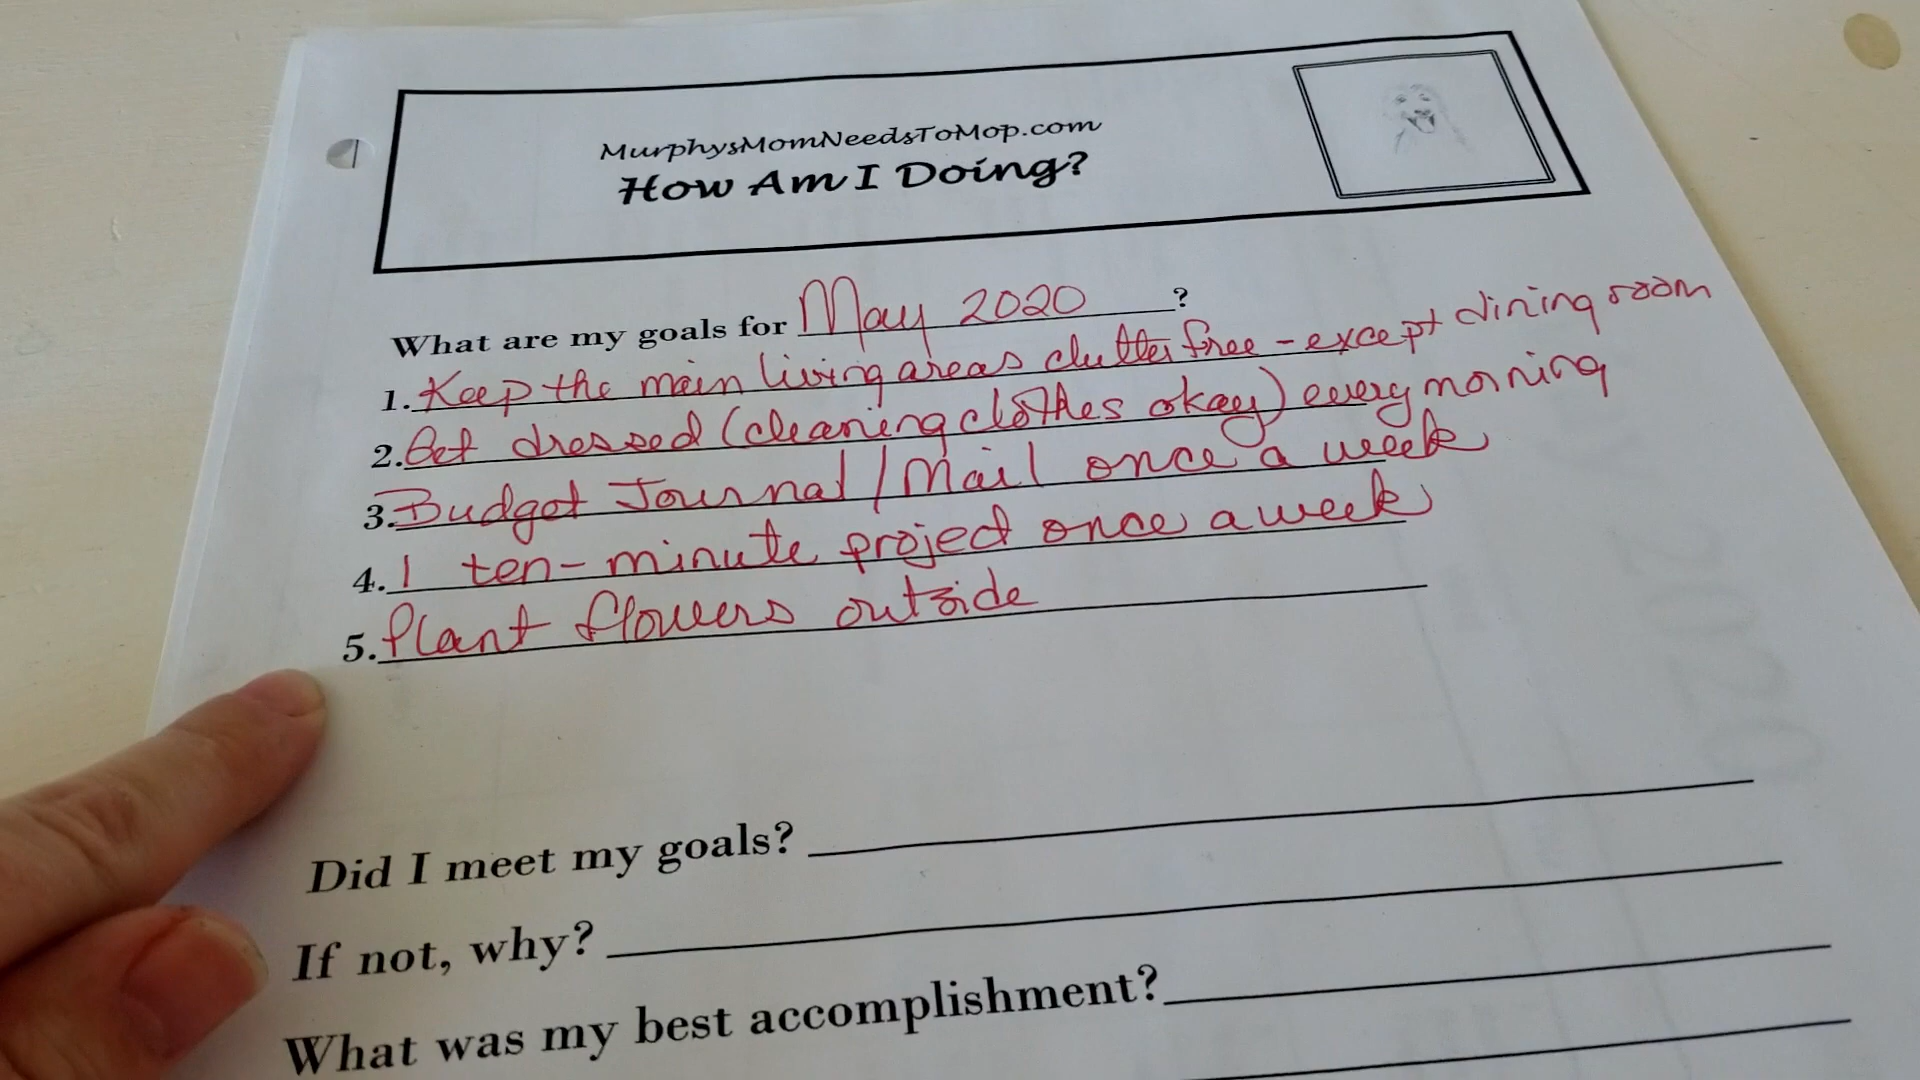 MurphysMomNeedsToMop.com
How Am I Doing?
What are my goals for May 2020 ?
1. Keep the main living areas clutter free - except dining room
2. Get dressed (cleaning clothes okay) every morning
3. Budget Journal / Mail once a week
4. 1 ten-minute project once a week
5. Plant flowers outside
Did I meet my goals?
If not, why?
What was my best accomplishment?